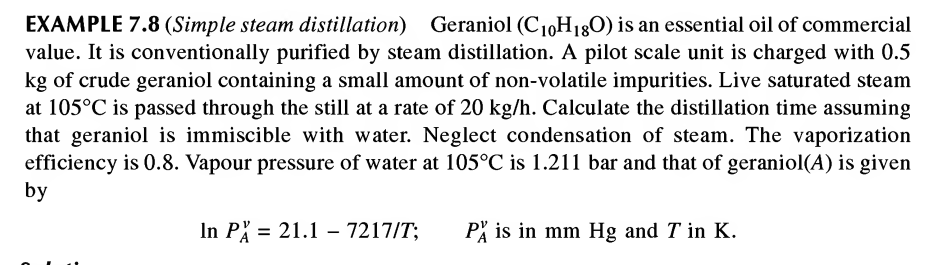 EXAMPLE 7.8 (Simple steam distillation) Geraniol (C₁₀H₁₈O) is an essential oil of commercial
value. It is conventionally purified by steam distillation. A pilot scale unit is charged with 0.5
kg of crude geraniol containing a small amount of non-volatile impurities. Live saturated steam
at 105°C is passed through the still at a rate of 20 kg/h. Calculate the distillation time assuming
that geraniol is immiscible with water. Neglect condensation of steam. The vaporization
efficiency is 0.8. Vapour pressure of water at 105°C is 1.211 bar and that of geraniol(A) is given
by
ln P_A^v = 21.1 – 7217/T; P_A^v is in mm Hg and T in K.